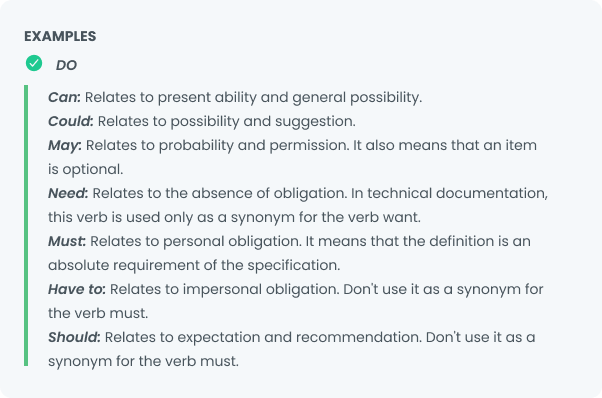 EXAMPLES
DO
Can: Relates to present ability and general possibility.
Could: Relates to possibility and suggestion.
May: Relates to probability and permission. It also means that an item
is optional.
Need: Relates to the absence of obligation. In technical documentation,
this verb is used only as a synonym for the verb want.
Must: Relates to personal obligation. It means that the definition is an
absolute requirement of the specification.
Have to: Relates to impersonal obligation. Don't use it as a synonym for
the verb must.
Should: Relates to expectation and recommendation. Don't use it as a
synonym for the verb must.